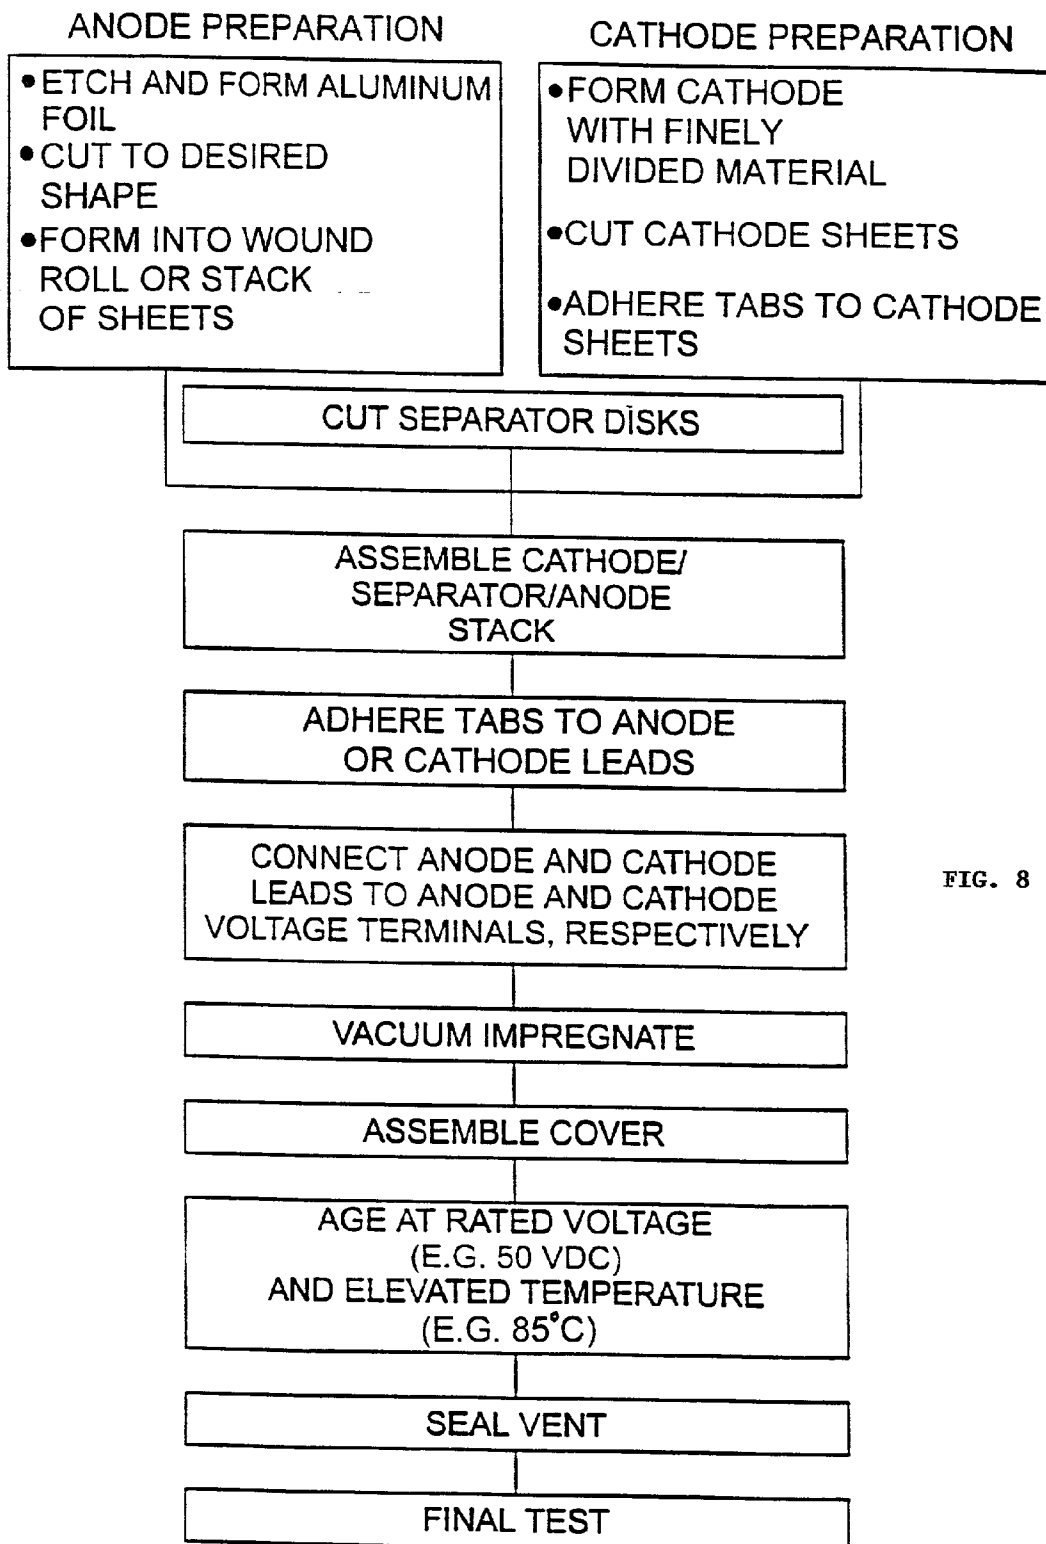 ANODE PREPARATION
• ETCH AND FORM ALUMINUM
FOIL
• CUT TO DESIRED
SHAPE
• FORM INTO WOUND
ROLL OR STACK
OF SHEETS
CATHODE PREPARATION
• FORM CATHODE
WITH FINELY
DIVIDED MATERIAL
• CUT CATHODE SHEETS
• ADHERE TABS TO CATHODE
SHEETS
CUT SEPARATOR DISKS
ASSEMBLE CATHODE/
SEPARATOR/ANODE
STACK
ADHERE TABS TO ANODE
OR CATHODE LEADS
CONNECT ANODE AND CATHODE
LEADS TO ANODE AND CATHODE
VOLTAGE TERMINALS, RESPECTIVELY
FIG. 8
VACUUM IMPREGNATE
ASSEMBLE COVER
AGE AT RATED VOLTAGE
(E.G. 50 VDC)
AND ELEVATED TEMPERATURE
(E.G. 85°C)
SEAL VENT
FINAL TEST